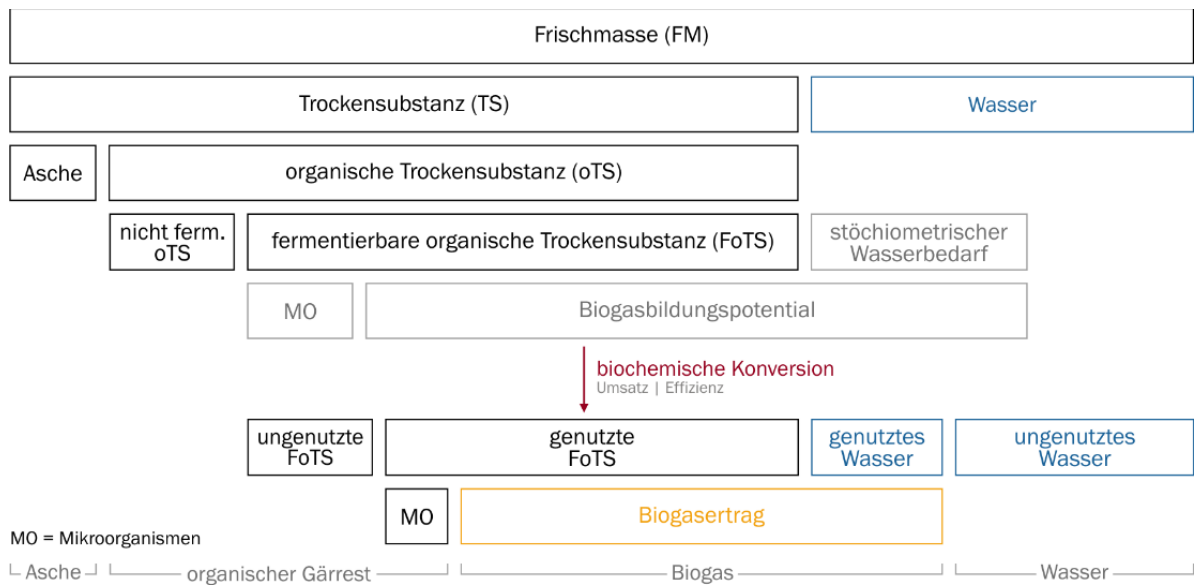 Frischmasse (FM)
Trockensubstanz (TS)
Wasser
Asche
organische Trockensubstanz (oTS)
nicht ferm.
oTS
fermentierbare organische Trockensubstanz (FoTS)
stöchiometrischer
Wasserbedarf
MO
Biogasbildungspotential
biochemische Konversion
Umsatz | Effizienz
ungenutzte
FoTS
genutzte
FoTS
genutztes
Wasser
ungenutztes
Wasser
MO
Biogasertrag
MO = Mikroorganismen
Asche
organischer Gärrest
Biogas
Wasser